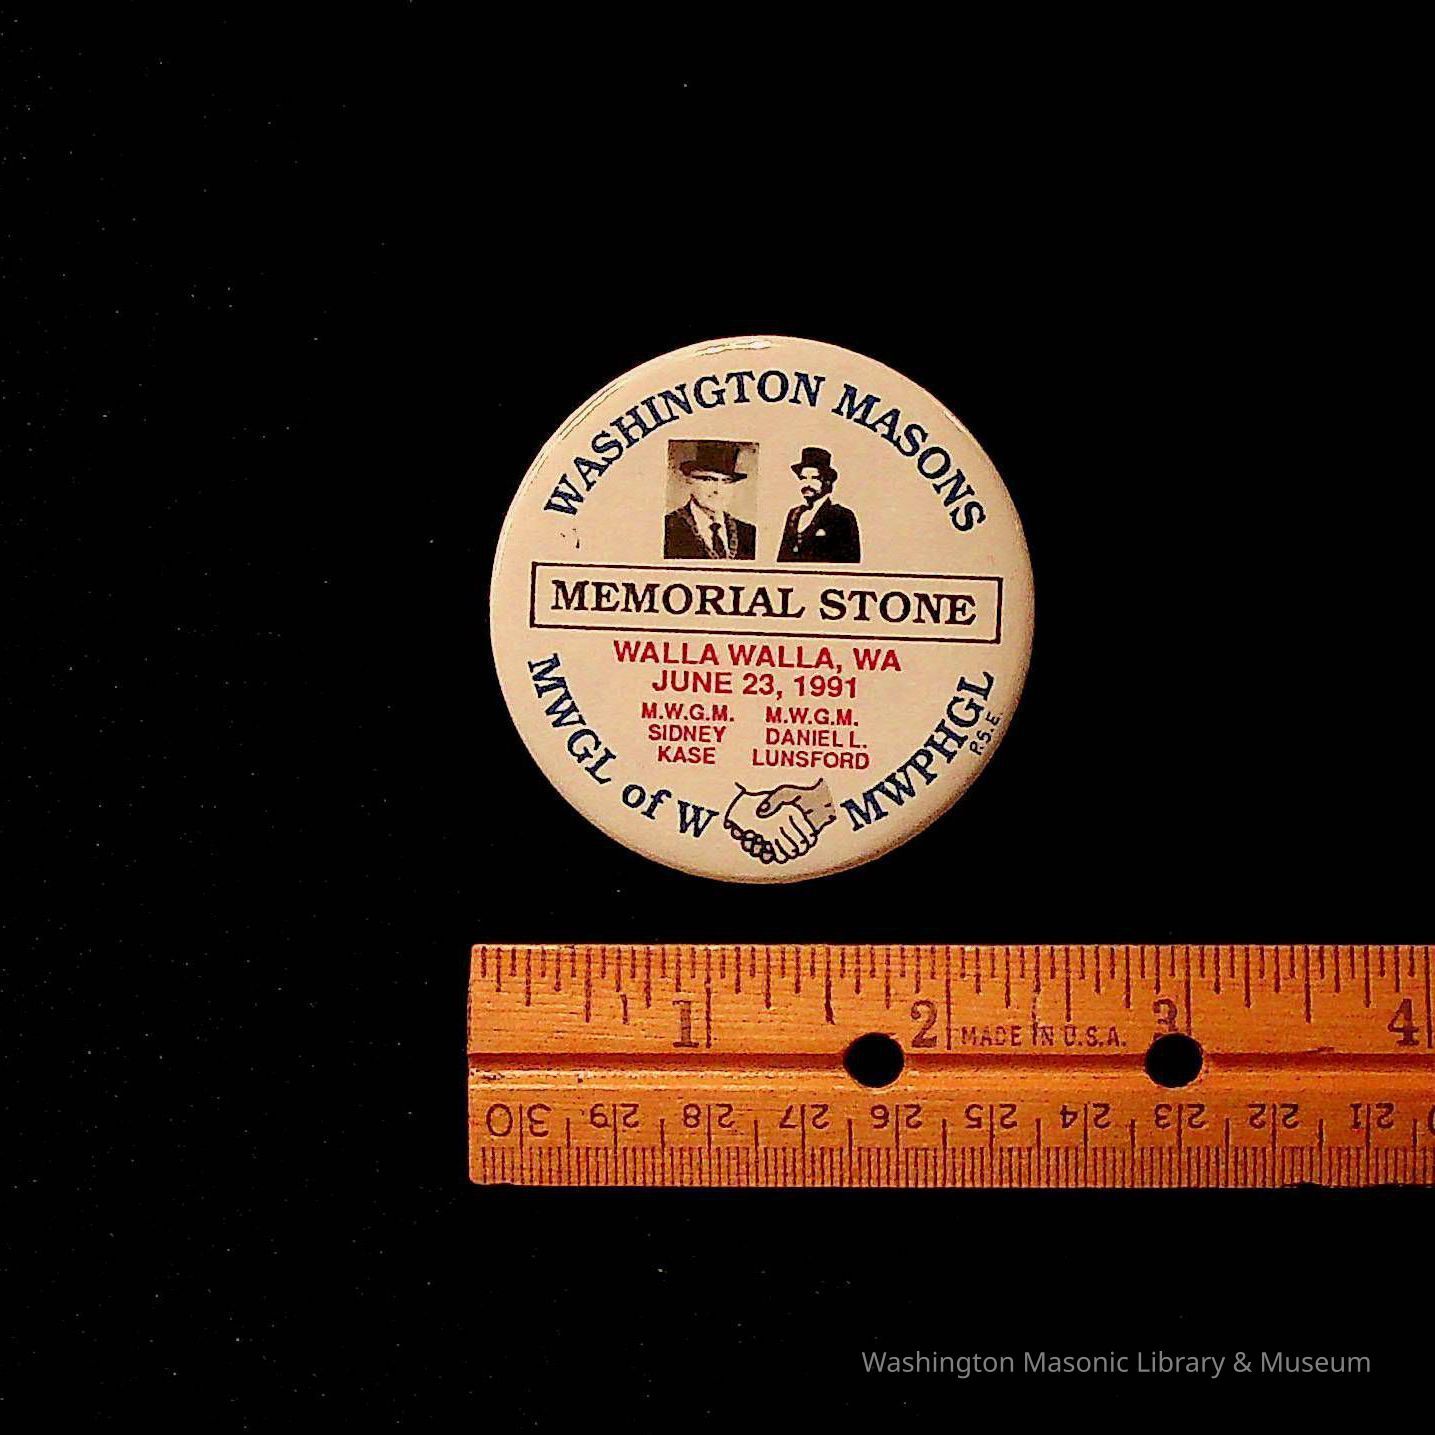 WASHINGTON MASONS
MEMORIAL STONE
WALLA WALLA, WA
JUNE 23, 1991
M.W.G.M. M.W.G.M.
SIDNEY DANIEL L.
KASE LUNSFORD
MWGL of W MWPHGL
P.S.E.
1 2 MADE IN U.S.A. 3 4
30 29 28 27 26 25 24 23 22 21
Washington Masonic Library & Museum